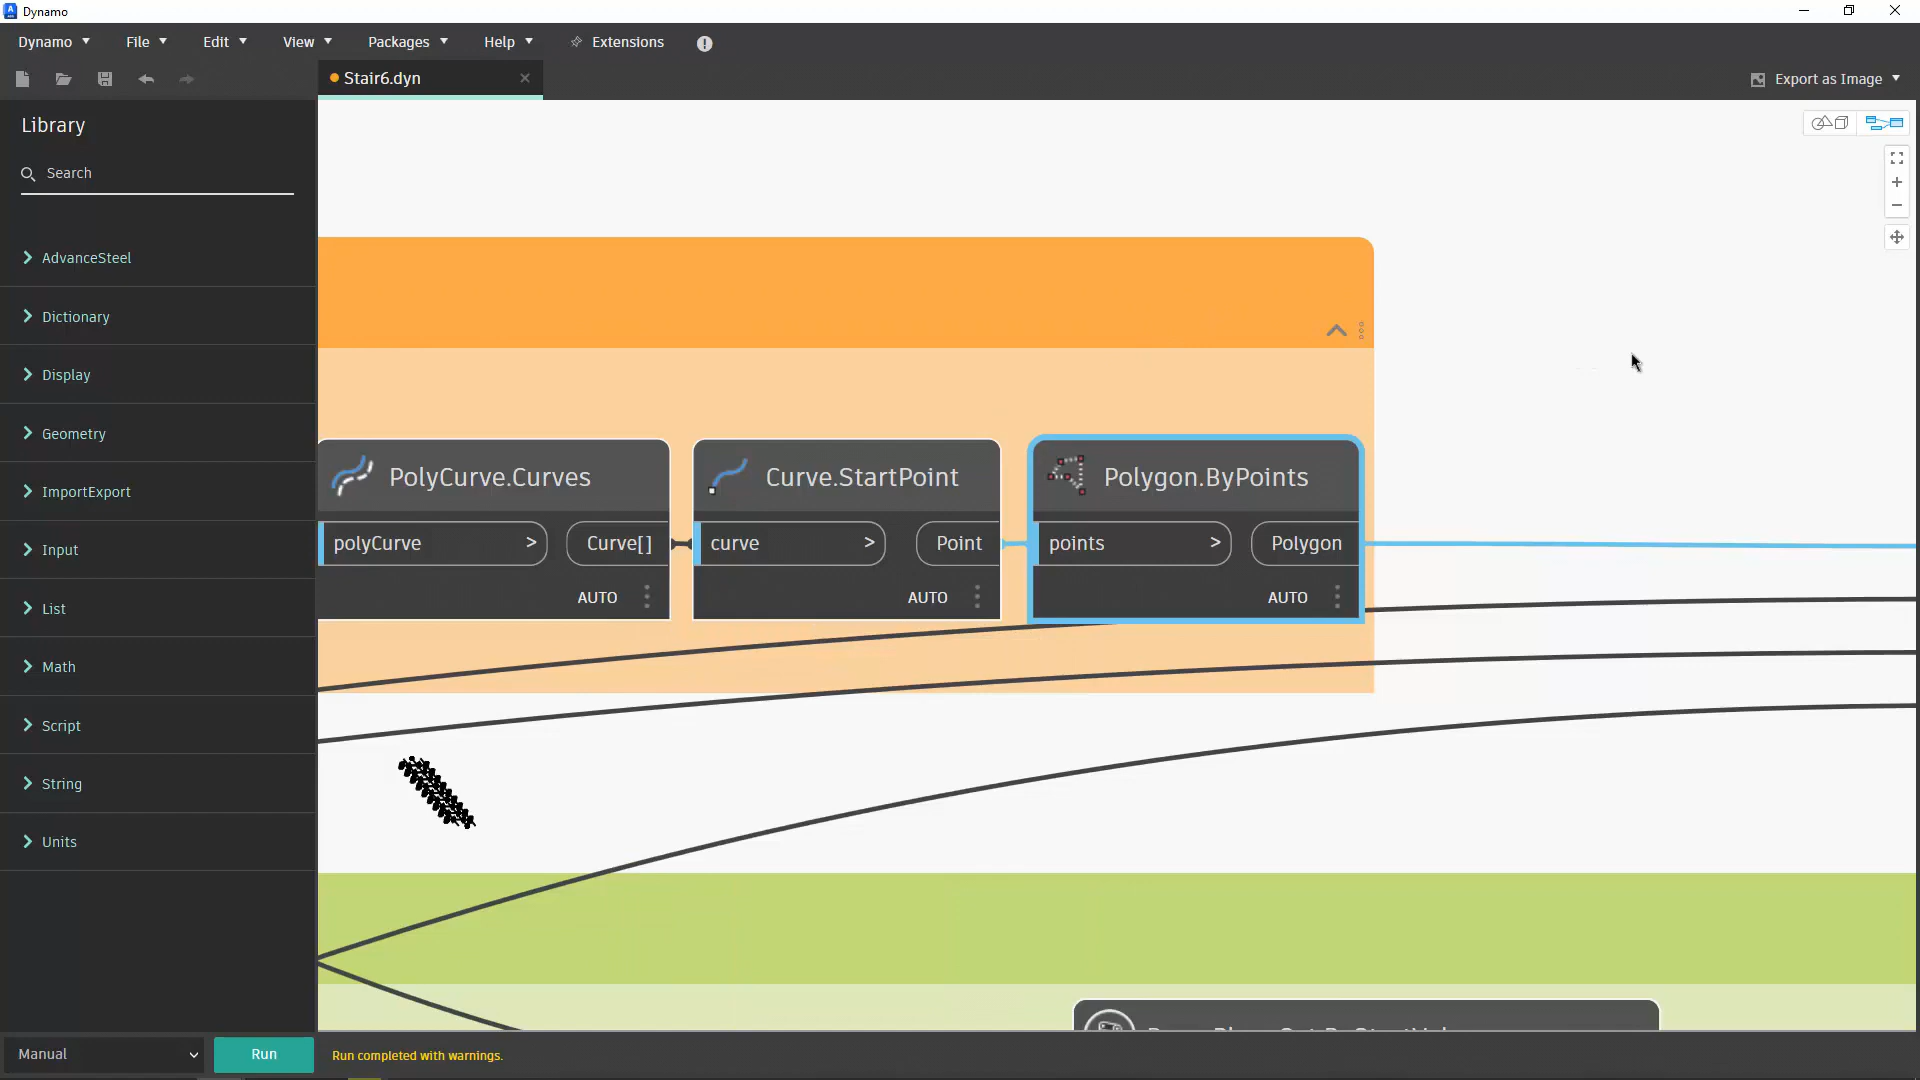 Dynamo
Dynamo File Edit View Packages Help Extensions
Stair6.dyn
Export as Image
Library
Search
AdvanceSteel
Dictionary
Display
Geometry
ImportExport
Input
List
Math
Script
String
Units
PolyCurve.Curves
polyCurve >
Curve[]
AUTO
Curve.StartPoint
curve >
Point
AUTO
Polygon.ByPoints
points >
Polygon
AUTO
Manual
Run
Run completed with warnings.